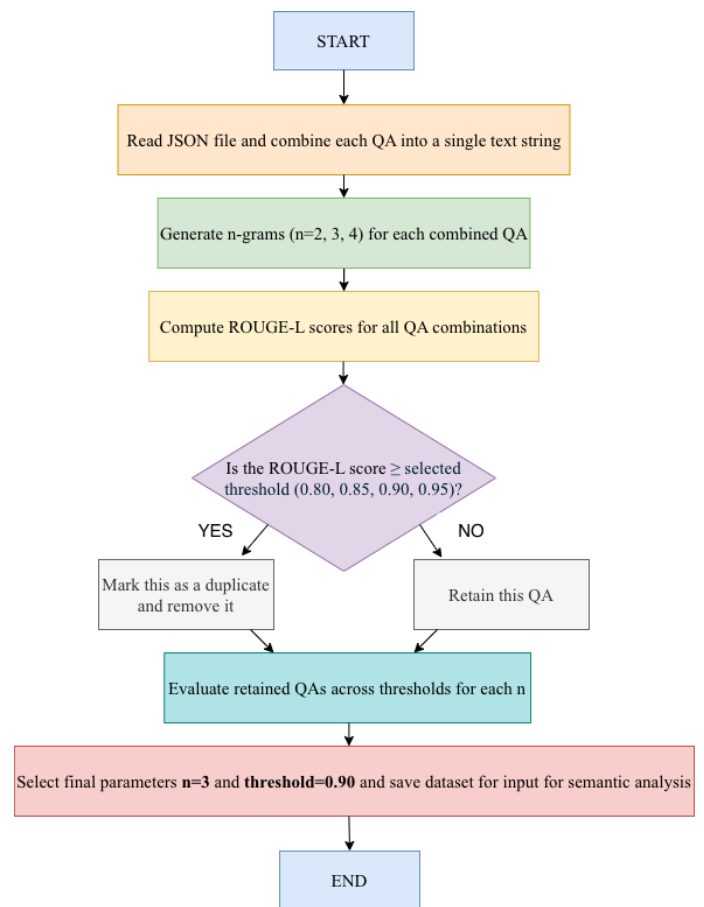 START
Read JSON file and combine each QA into a single text string
Generate n-grams (n=2, 3, 4) for each combined QA
Compute ROUGE-L scores for all QA combinations
Is the ROUGE-L score ≥ selected
threshold (0.80, 0.85, 0.90, 0.95)?
YES
NO
Mark this as a duplicate
and remove it
Retain this QA
Evaluate retained QAs across thresholds for each n
Select final parameters n=3 and threshold=0.90 and save dataset for input for semantic analysis
END